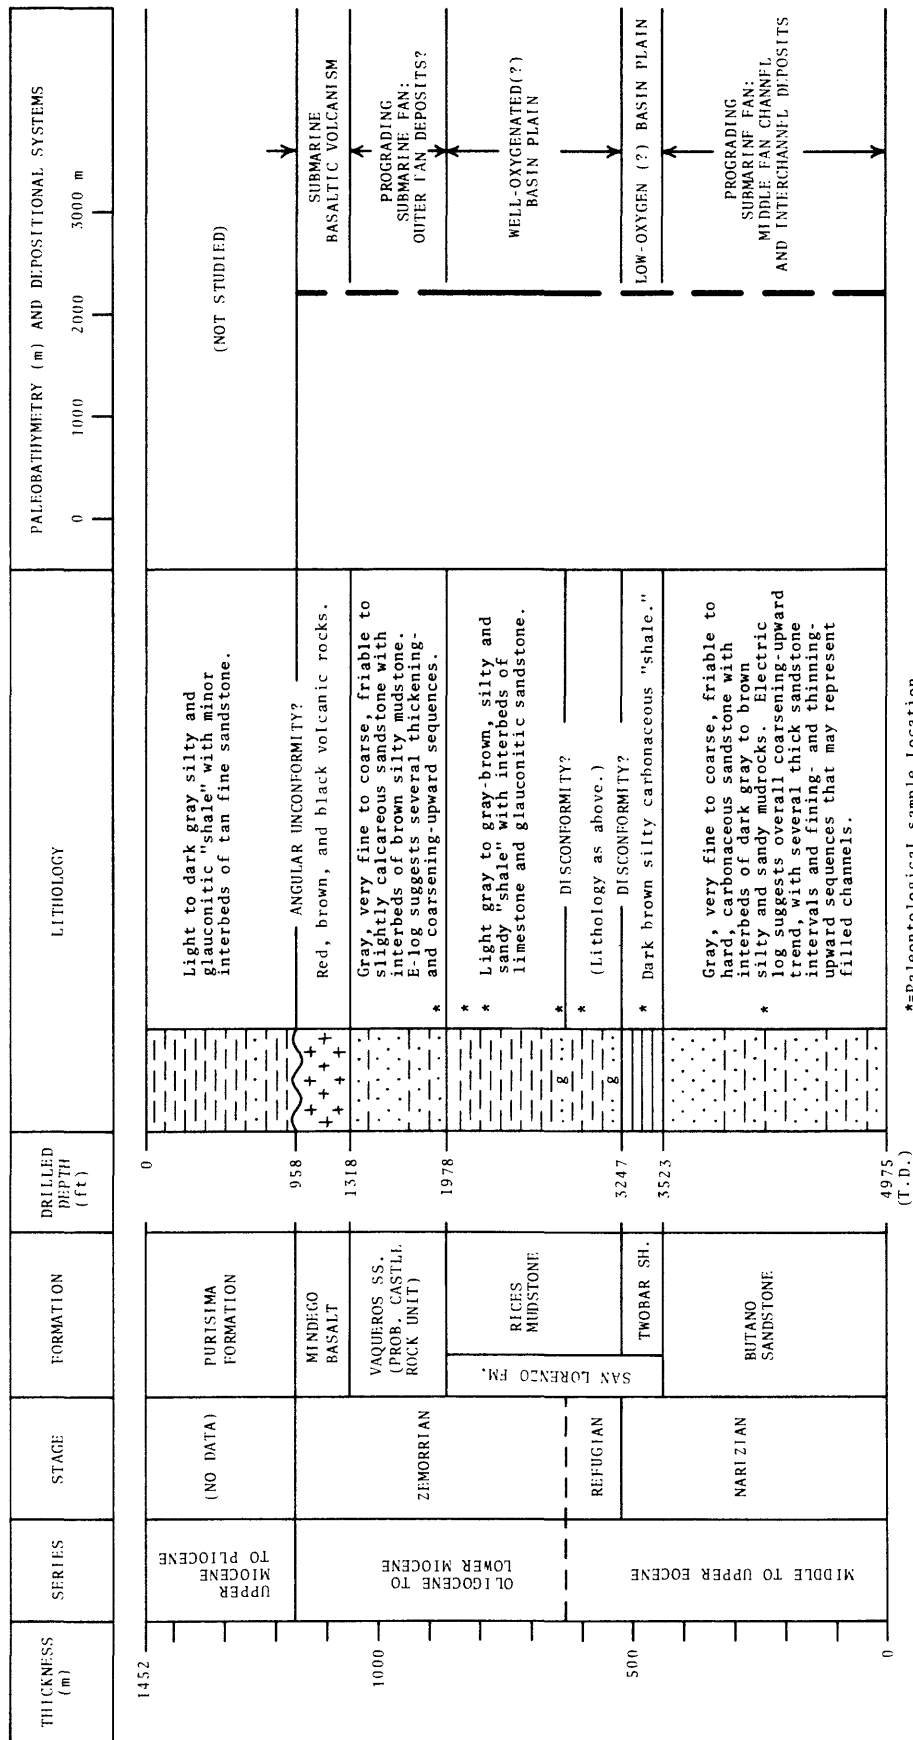 THICKNESS
(m)
SERIES
STAGE
FORMATION
DRILLED
DEPTH
(ft)
LITHOLOGY
PALEOBATHYMETRY (m) AND DEPOSITIONAL SYSTEMS
0
1000
2000
3000 m
1452
1000
500
0
UPPER
MIOCENE
TO PLIOCENE
OLIGOCENE TO
LOWER MIOCENE
MIDDLE TO UPPER EOCENE
(NO DATA)
ZEMORRIAN
REFUGIAN
NARIZIAN
PURISIMA
FORMATION
MINDEGO
BASALT
VAQUEROS SS.
(PROB. CASTLE
ROCK UNIT)
SAN LORENZO FM.
RICES
MUDSTONE
TWOBAR SH.
BUTANO
SANDSTONE
0
958
1318
1978
3247
3523
4975
(T.D.)
g
g
Light to dark gray silty and
glauconitic "shale" with minor
interbeds of tan fine sandstone.
ANGULAR UNCONFORMITY?
Red, brown, and black volcanic rocks.
Gray, very fine to coarse, friable to
slightly calcareous sandstone with
interbeds of brown silty mudstone.
E-log suggests several thickening-
* and coarsening-upward sequences.
*
Light gray to gray-brown, silty and
* sandy "shale" with interbeds of
limestone and glauconitic sandstone.
* DISCONFORMITY?
* (Lithology as above.)
DISCONFORMITY?
* Dark brown silty carbonaceous "shale."
Gray, very fine to coarse, friable to
hard, carbonaceous sandstone with
interbeds of dark gray to brown
silty and sandy mudrocks. Electric
* log suggests overall coarsening-upward
trend, with several thick sandstone
intervals and fining- and thinning-
upward sequences that may represent
filled channels.
(NOT STUDIED)
SUBMARINE
BASALTIC VOLCANISM
PROGRADING
SUBMARINE FAN:
OUTER FAN DEPOSITS?
WELL-OXYGENATED(?)
BASIN PLAIN
LOW-OXYGEN (?) BASIN PLAIN
PROGRADING
SUBMARINE FAN:
MIDDLE FAN CHANNEL
AND INTERCHANNEL DEPOSITS
*=Paleontological sample location